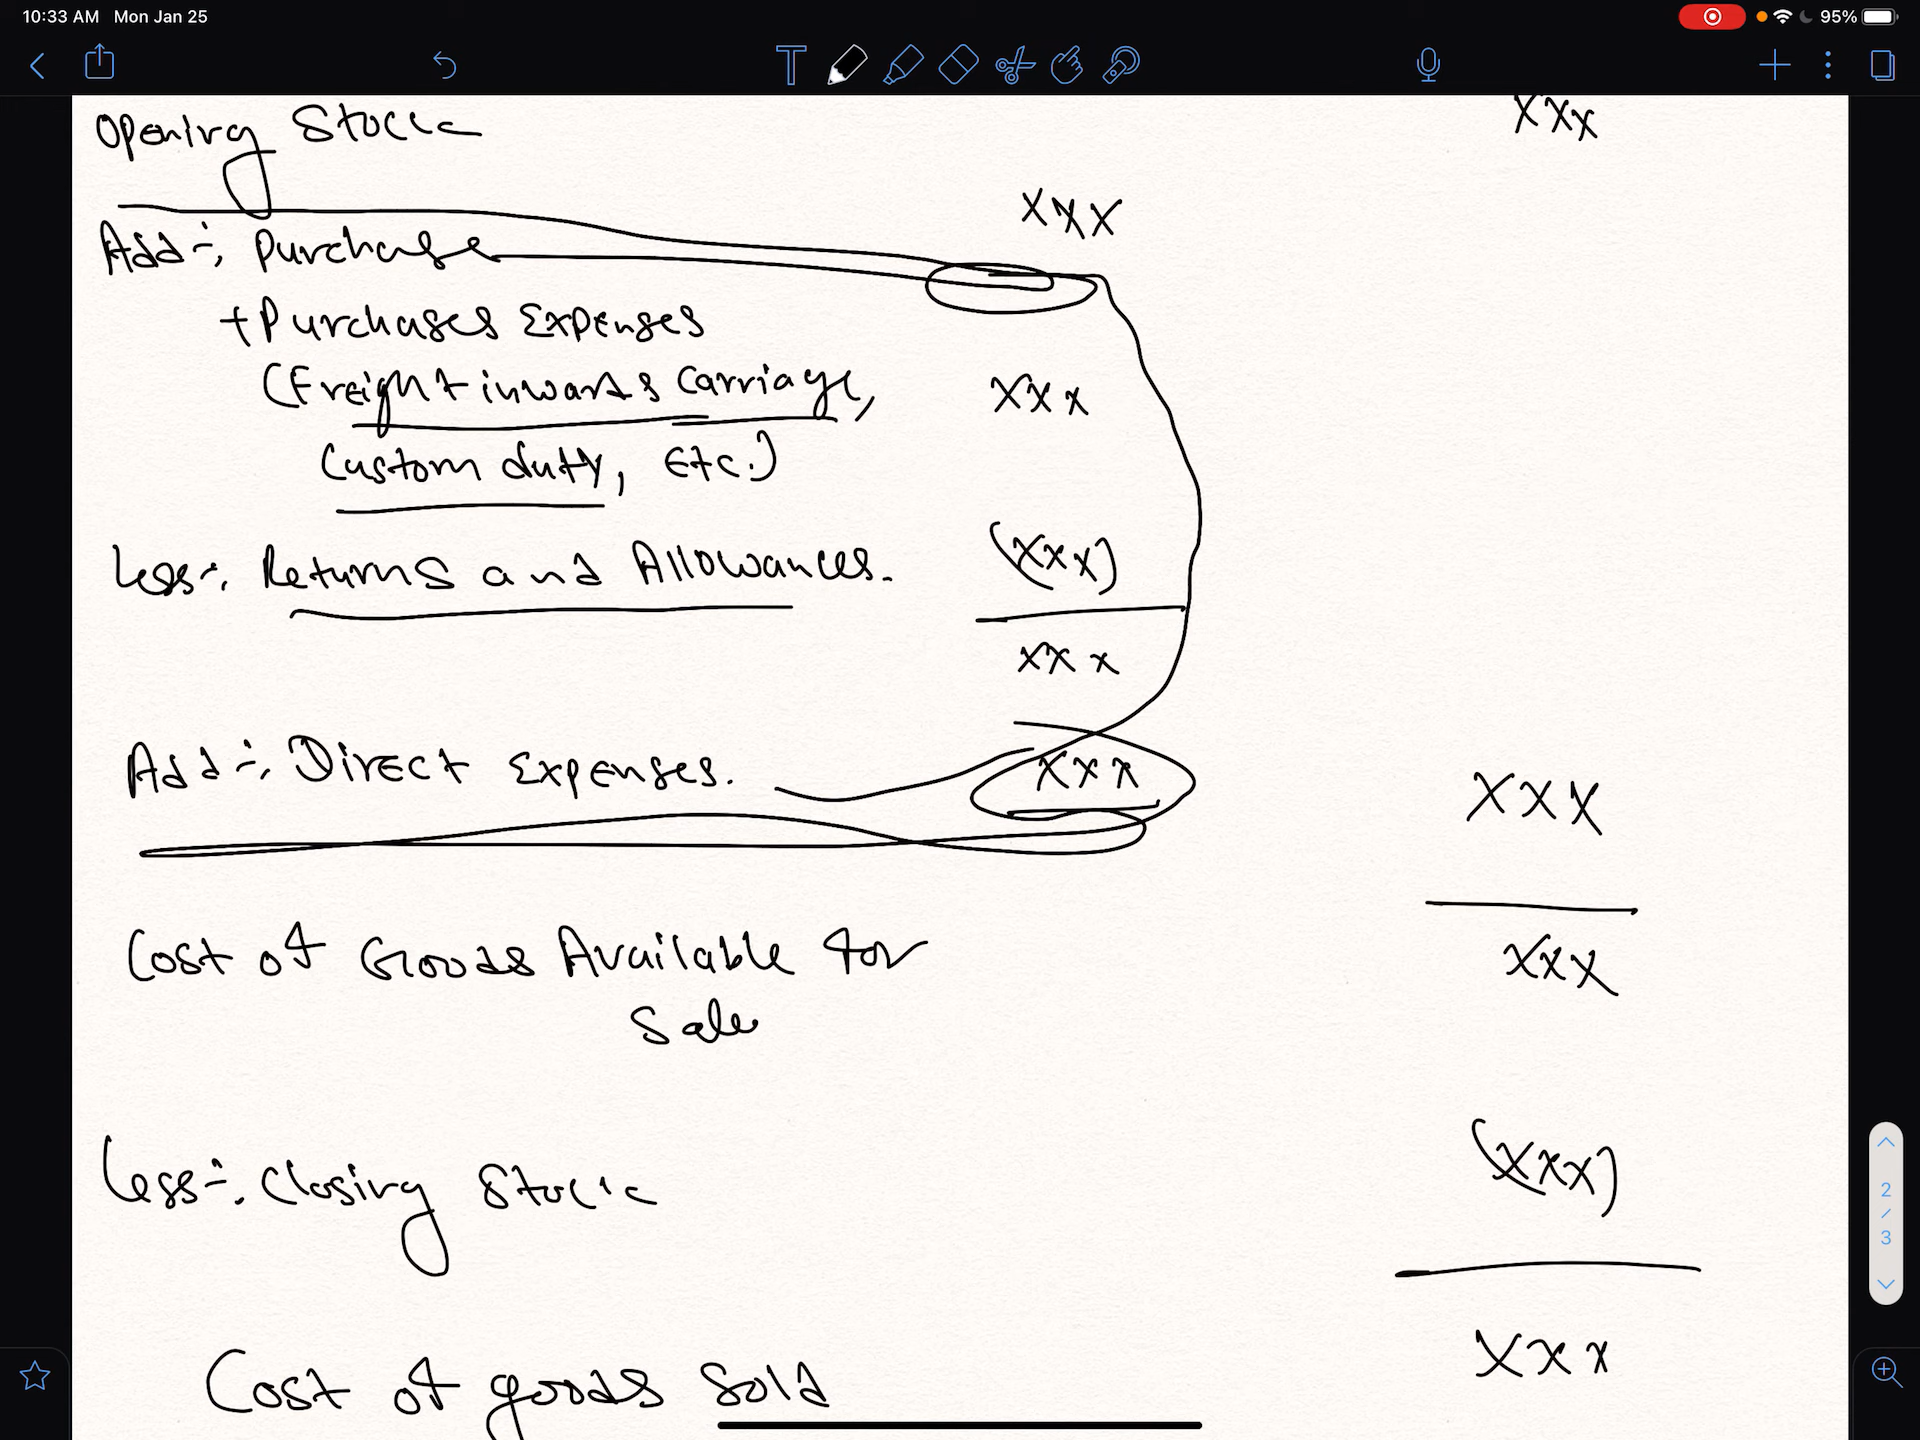 10:33 AM Mon Jan 25 95%
Opening Stock xxx
xxx
Add:- Purchase
+ Purchases Expenses
(Freight inwards Carriage, xxx
Custom duty, Etc.)
Less:- Returns and Allowances. (xxx)
xxx
Add:- Direct Expenses. xxx xxx
Cost of Goods Available for xxx
Sale
Less:- Closing Stock (xxx)
2
/
3
Cost of goods Sold xxx